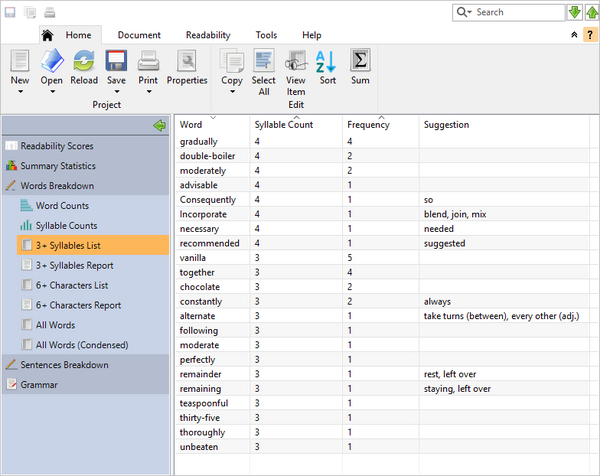 Search
Home Document Readability Tools Help ?
New Open Reload Save Print Properties Copy Select All View Item Sort Sum
Project Edit
Readability Scores
Summary Statistics
Words Breakdown
Word Counts
Syllable Counts
3+ Syllables List
3+ Syllables Report
6+ Characters List
6+ Characters Report
All Words
All Words (Condensed)
Sentences Breakdown
Grammar
Word Syllable Count Frequency Suggestion
gradually 4 4
double-boiler 4 2
moderately 4 2
advisable 4 1
Consequently 4 1 so
Incorporate 4 1 blend, join, mix
necessary 4 1 needed
recommended 4 1 suggested
vanilla 3 5
together 3 4
chocolate 3 2
constantly 3 2 always
alternate 3 1 take turns (between), every other (adj.)
following 3 1
moderate 3 1
perfectly 3 1
remainder 3 1 rest, left over
remaining 3 1 staying, left over
teaspoonful 3 1
thirty-five 3 1
thoroughly 3 1
unbeaten 3 1